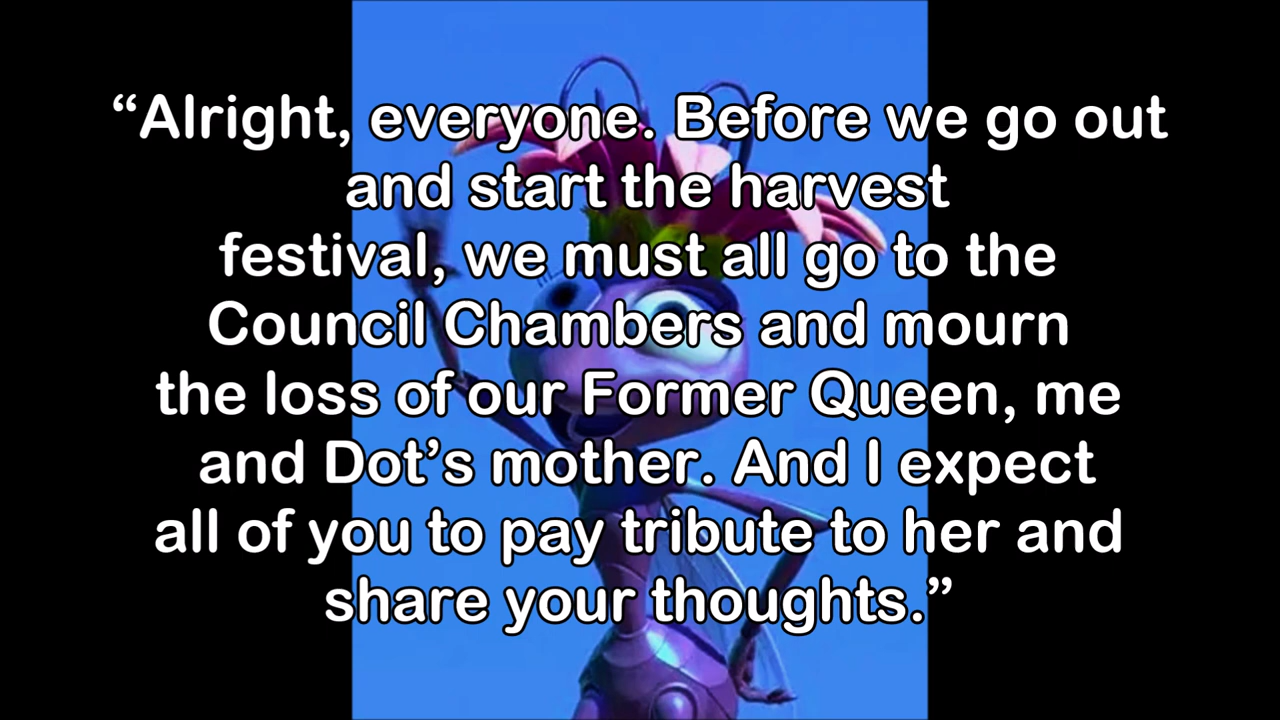 “Alright, everyone. Before we go out
and start the harvest
festival, we must all go to the
Council Chambers and mourn
the loss of our Former Queen, me
and Dot’s mother. And I expect
all of you to pay tribute to her and
share your thoughts.”